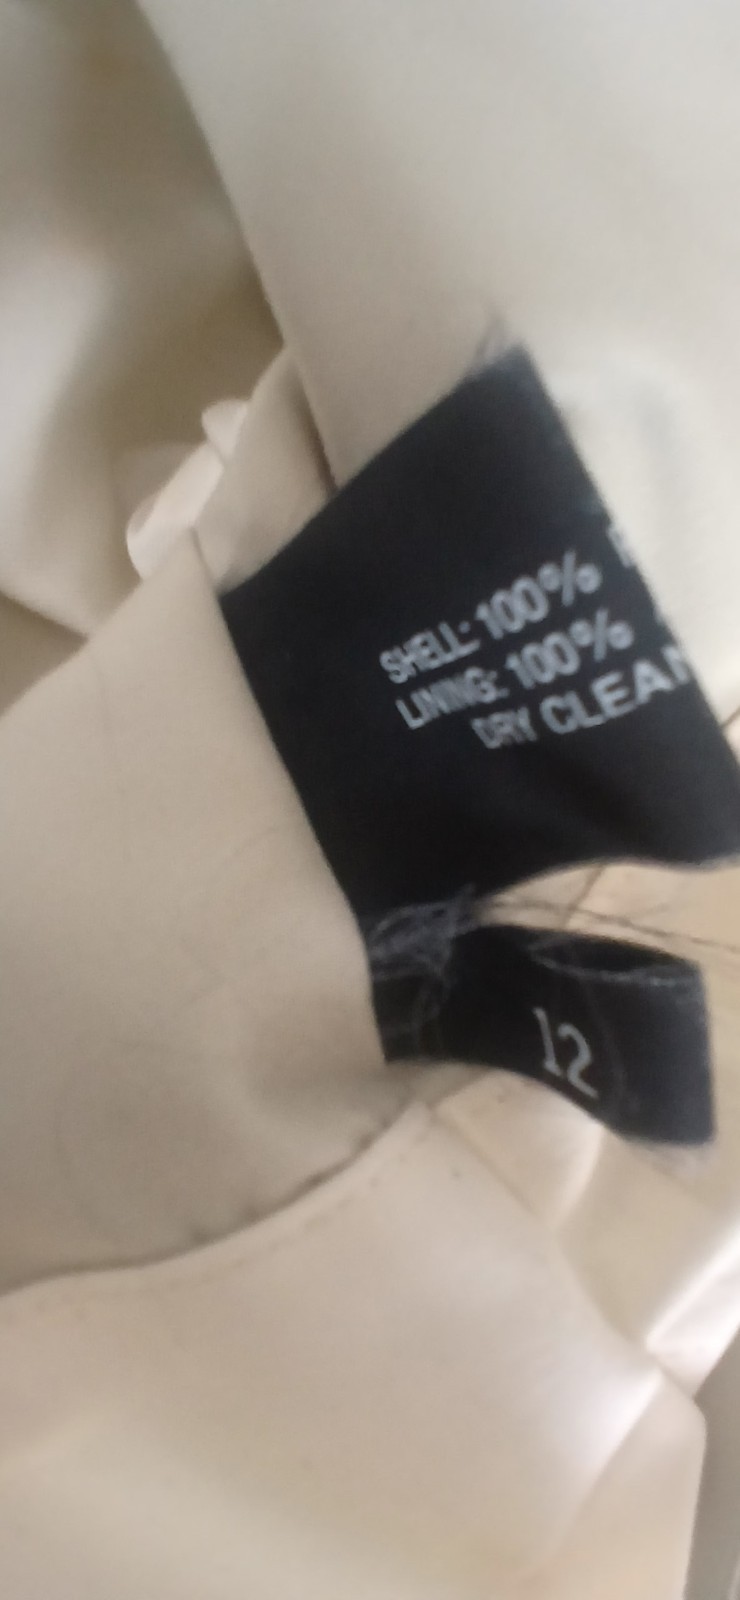 SHELL: 100%
LINING: 100%
DRY CLEAN
12